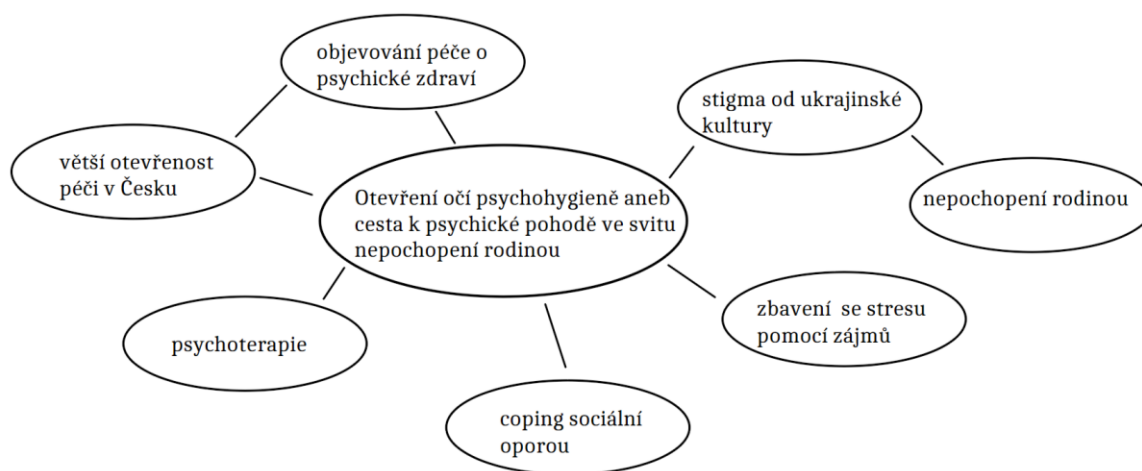 objevování péče o
psychické zdraví
stigma od ukrajinské
kultury
větší otevřenost
péči v Česku
Otevření očí psychohygieně aneb
cesta k psychické pohodě ve svitu
nepochopení rodinou
nepochopení rodinou
zbavení  se stresu
pomocí zájmů
psychoterapie
coping sociální
oporou